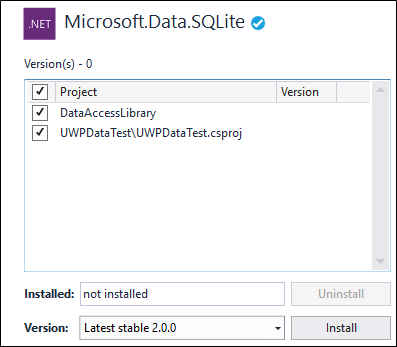 .NET Microsoft.Data.SQLite
Version(s) - 0
Project Version
DataAccessLibrary
UWPDataTest\UWPDataTest.csproj
Installed: not installed Uninstall
Version: Latest stable 2.0.0 Install